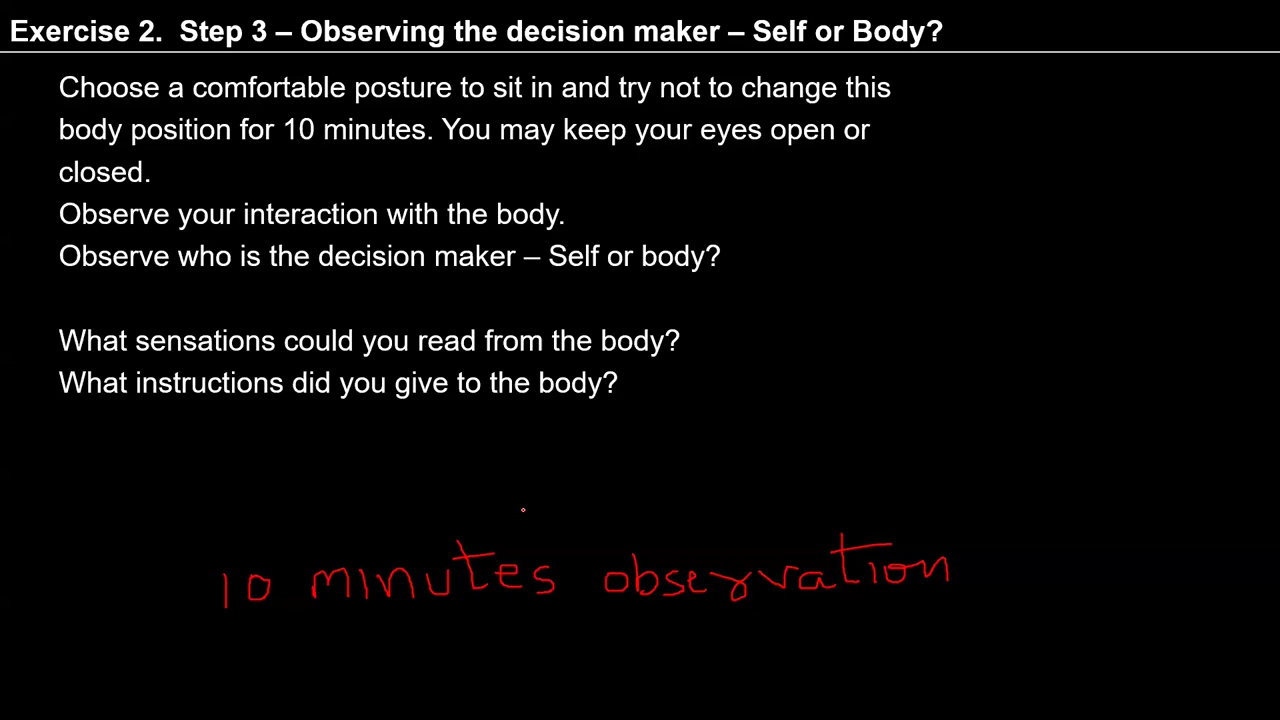 Exercise 2.  Step 3 – Observing the decision maker – Self or Body?
Choose a comfortable posture to sit in and try not to change this
body position for 10 minutes. You may keep your eyes open or
closed.
Observe your interaction with the body.
Observe who is the decision maker – Self or body?
What sensations could you read from the body?
What instructions did you give to the body?
10 minutes observation